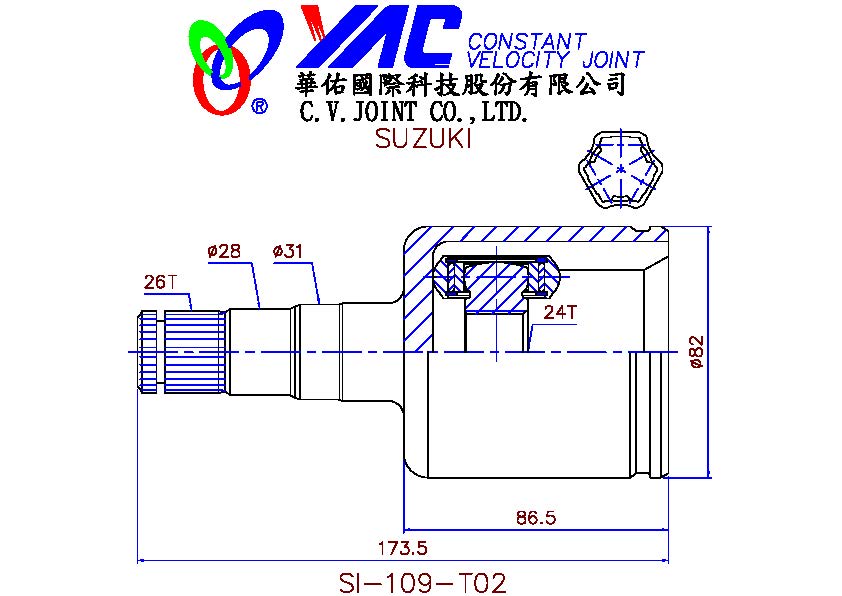 YAC CONSTANT
VELOCITY JOINT
®
華佑國際科技股份有限公司
C.V.JOINT CO.,LTD.
SUZUKI
26T
ø28
ø31
24T
ø82
86.5
173.5
SI-109-T02